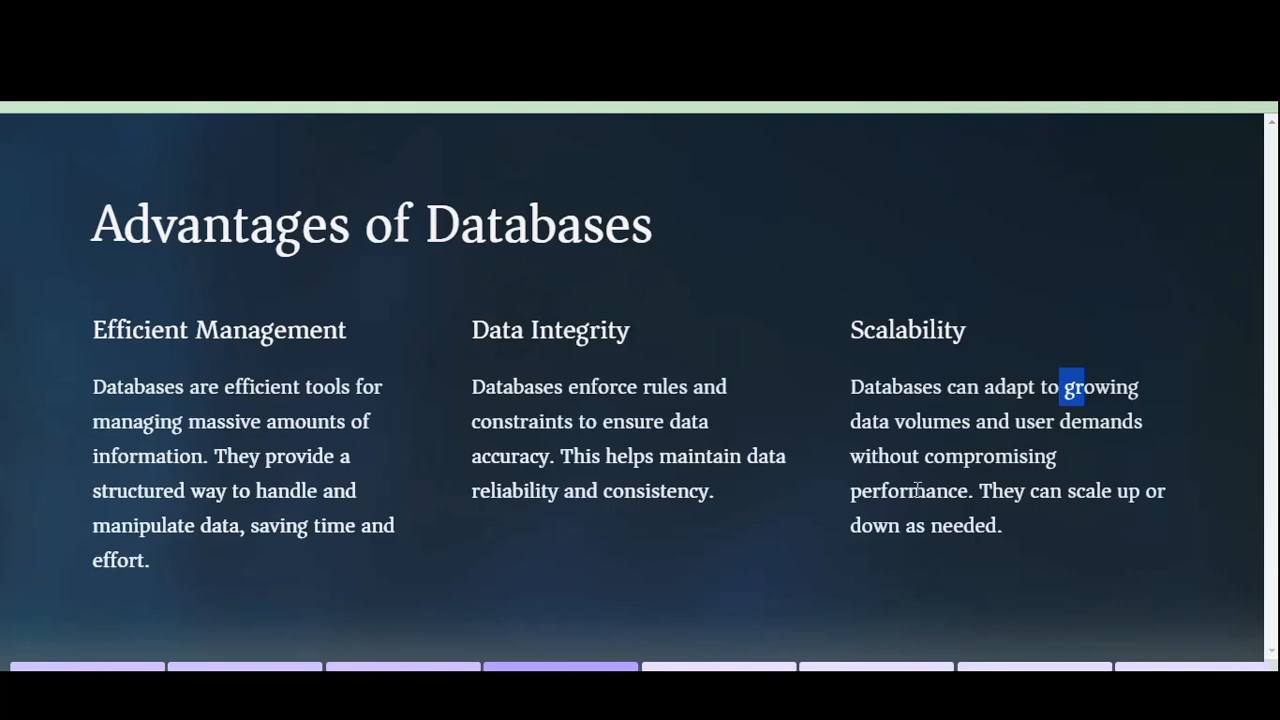 Advantages of Databases
Efficient Management
Databases are efficient tools for
managing massive amounts of
information. They provide a
structured way to handle and
manipulate data, saving time and
effort.
Data Integrity
Databases enforce rules and
constraints to ensure data
accuracy. This helps maintain data
reliability and consistency.
Scalability
Databases can adapt to growing
data volumes and user demands
without compromising
performance. They can scale up or
down as needed.